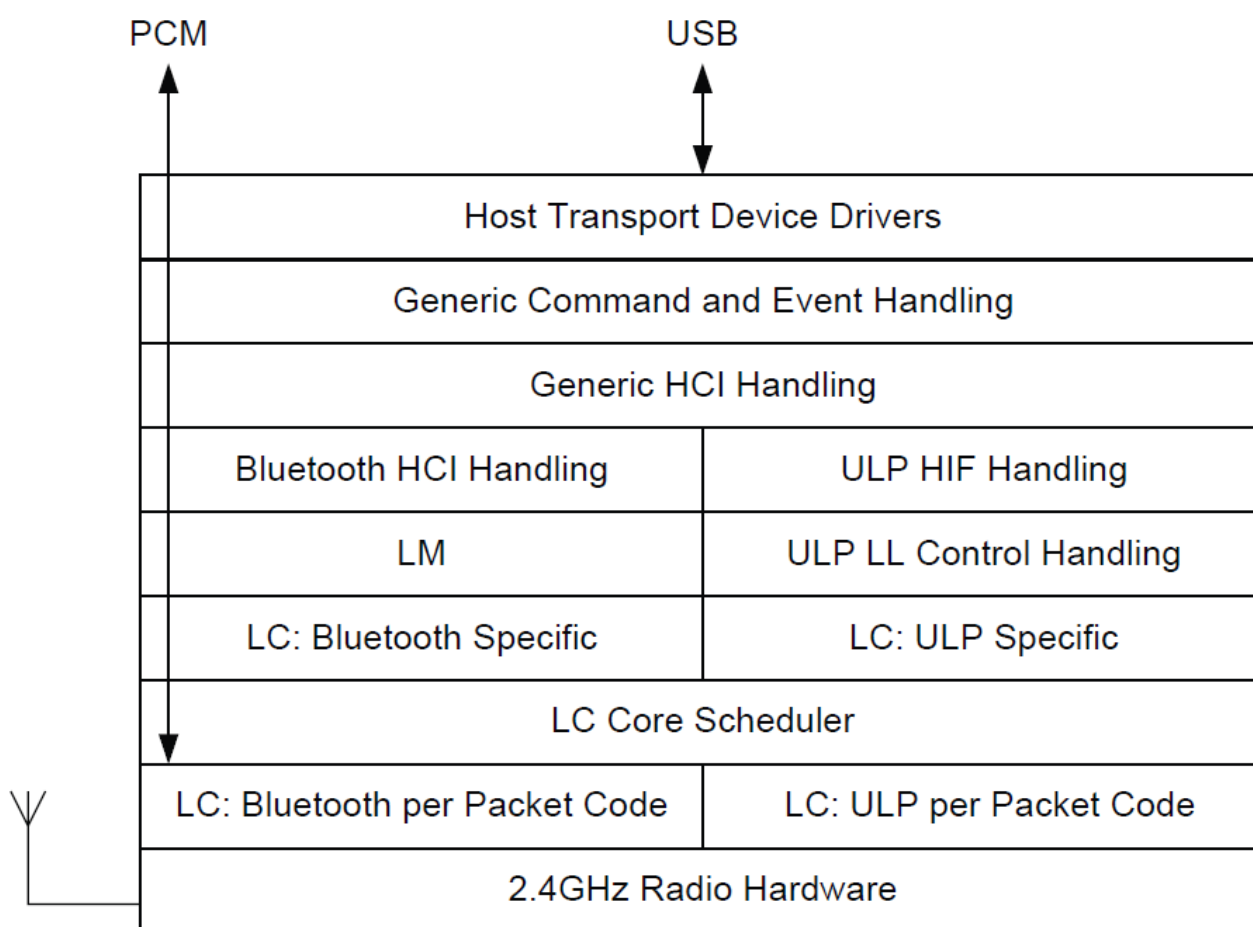 PCM
USB
Host Transport Device Drivers
Generic Command and Event Handling
Generic HCI Handling
Bluetooth HCI Handling
ULP HIF Handling
LM
ULP LL Control Handling
LC: Bluetooth Specific
LC: ULP Specific
LC Core Scheduler
LC: Bluetooth per Packet Code
LC: ULP per Packet Code
2.4GHz Radio Hardware